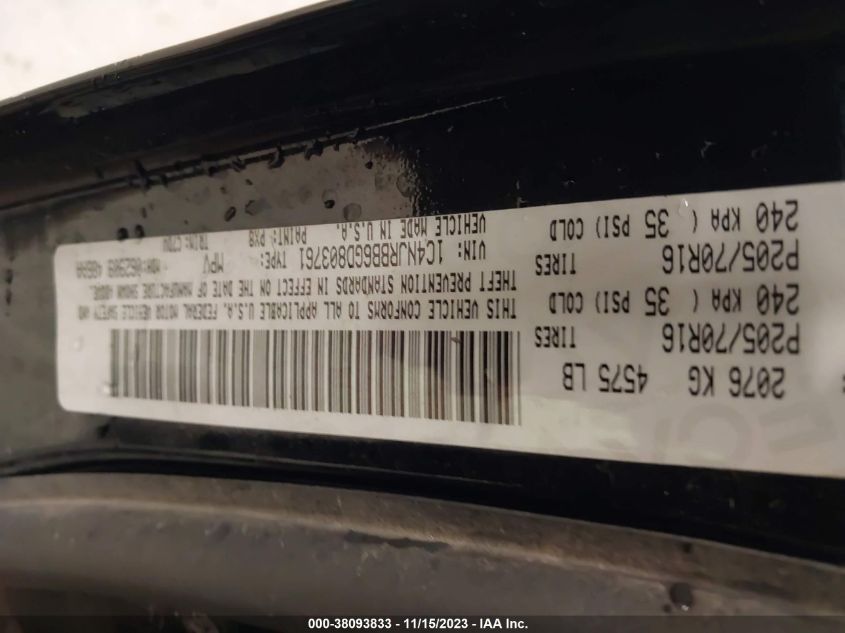 2076 KG 4575 LB
P205/70R16 TIRES
240 KPA ( 35 PSI) COLD
P205/70R16 TIRES
240 KPA ( 35 PSI) COLD
THIS VEHICLE CONFORMS TO ALL APPLICABLE U.S.A. FEDERAL MOTOR VEHICLE SAFETY AND
THEFT PREVENTION STANDARDS IN EFFECT ON THE DATE OF MANUFACTURE SHOWN ABOVE.
VIN: 1C4NJRBB6GD803761 TYPE: MPV
VEHICLE MADE IN U.S.A. PAINT: PX8 TRIM:
000-38093833 - 11/15/2023 - IAA Inc.